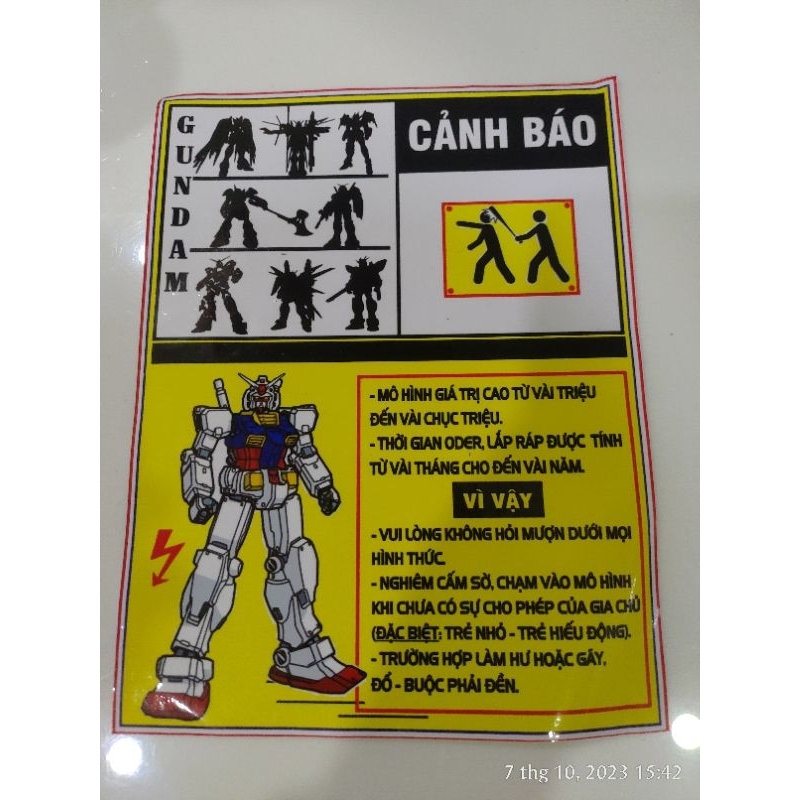 GUNDAM
CẢNH BÁO
- MÔ HÌNH GIÁ TRỊ CAO TỪ VÀI TRIỆU
ĐẾN VÀI CHỤC TRIỆU.
- THỜI GIAN ODER, LẮP RÁP ĐƯỢC TÍNH
TỪ VÀI THÁNG CHO ĐẾN VÀI NĂM.
VÌ VẬY
- VUI LÒNG KHÔNG HỎI MƯỢN DƯỚI MỌI
HÌNH THỨC.
- NGHIÊM CẤM SỜ, CHẠM VÀO MÔ HÌNH
KHI CHƯA CÓ SỰ CHO PHÉP CỦA GIA CHỦ
(ĐẶC BIỆT: TRẺ NHỎ - TRẺ HIẾU ĐỘNG).
- TRƯỜNG HỢP LÀM HƯ HOẶC GÃY,
ĐỔ - BUỘC PHẢI ĐỀN.
7 thg 10, 2023 15:42